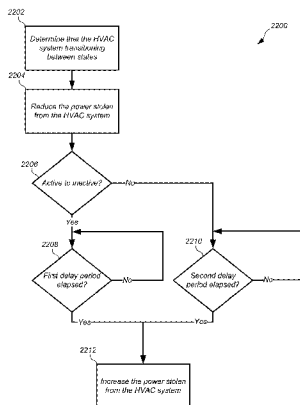 2202
2200
Determine that the HVAC
system transitioning
between states
2204
Reduce the power stolen
from the HVAC system
2206
Active to inactive?
No
Yes
2208
First delay period
elapsed?
No
2210
Second delay
period elapsed?
No
Yes
Yes
2212
Increase the power stolen
from the HVAC system